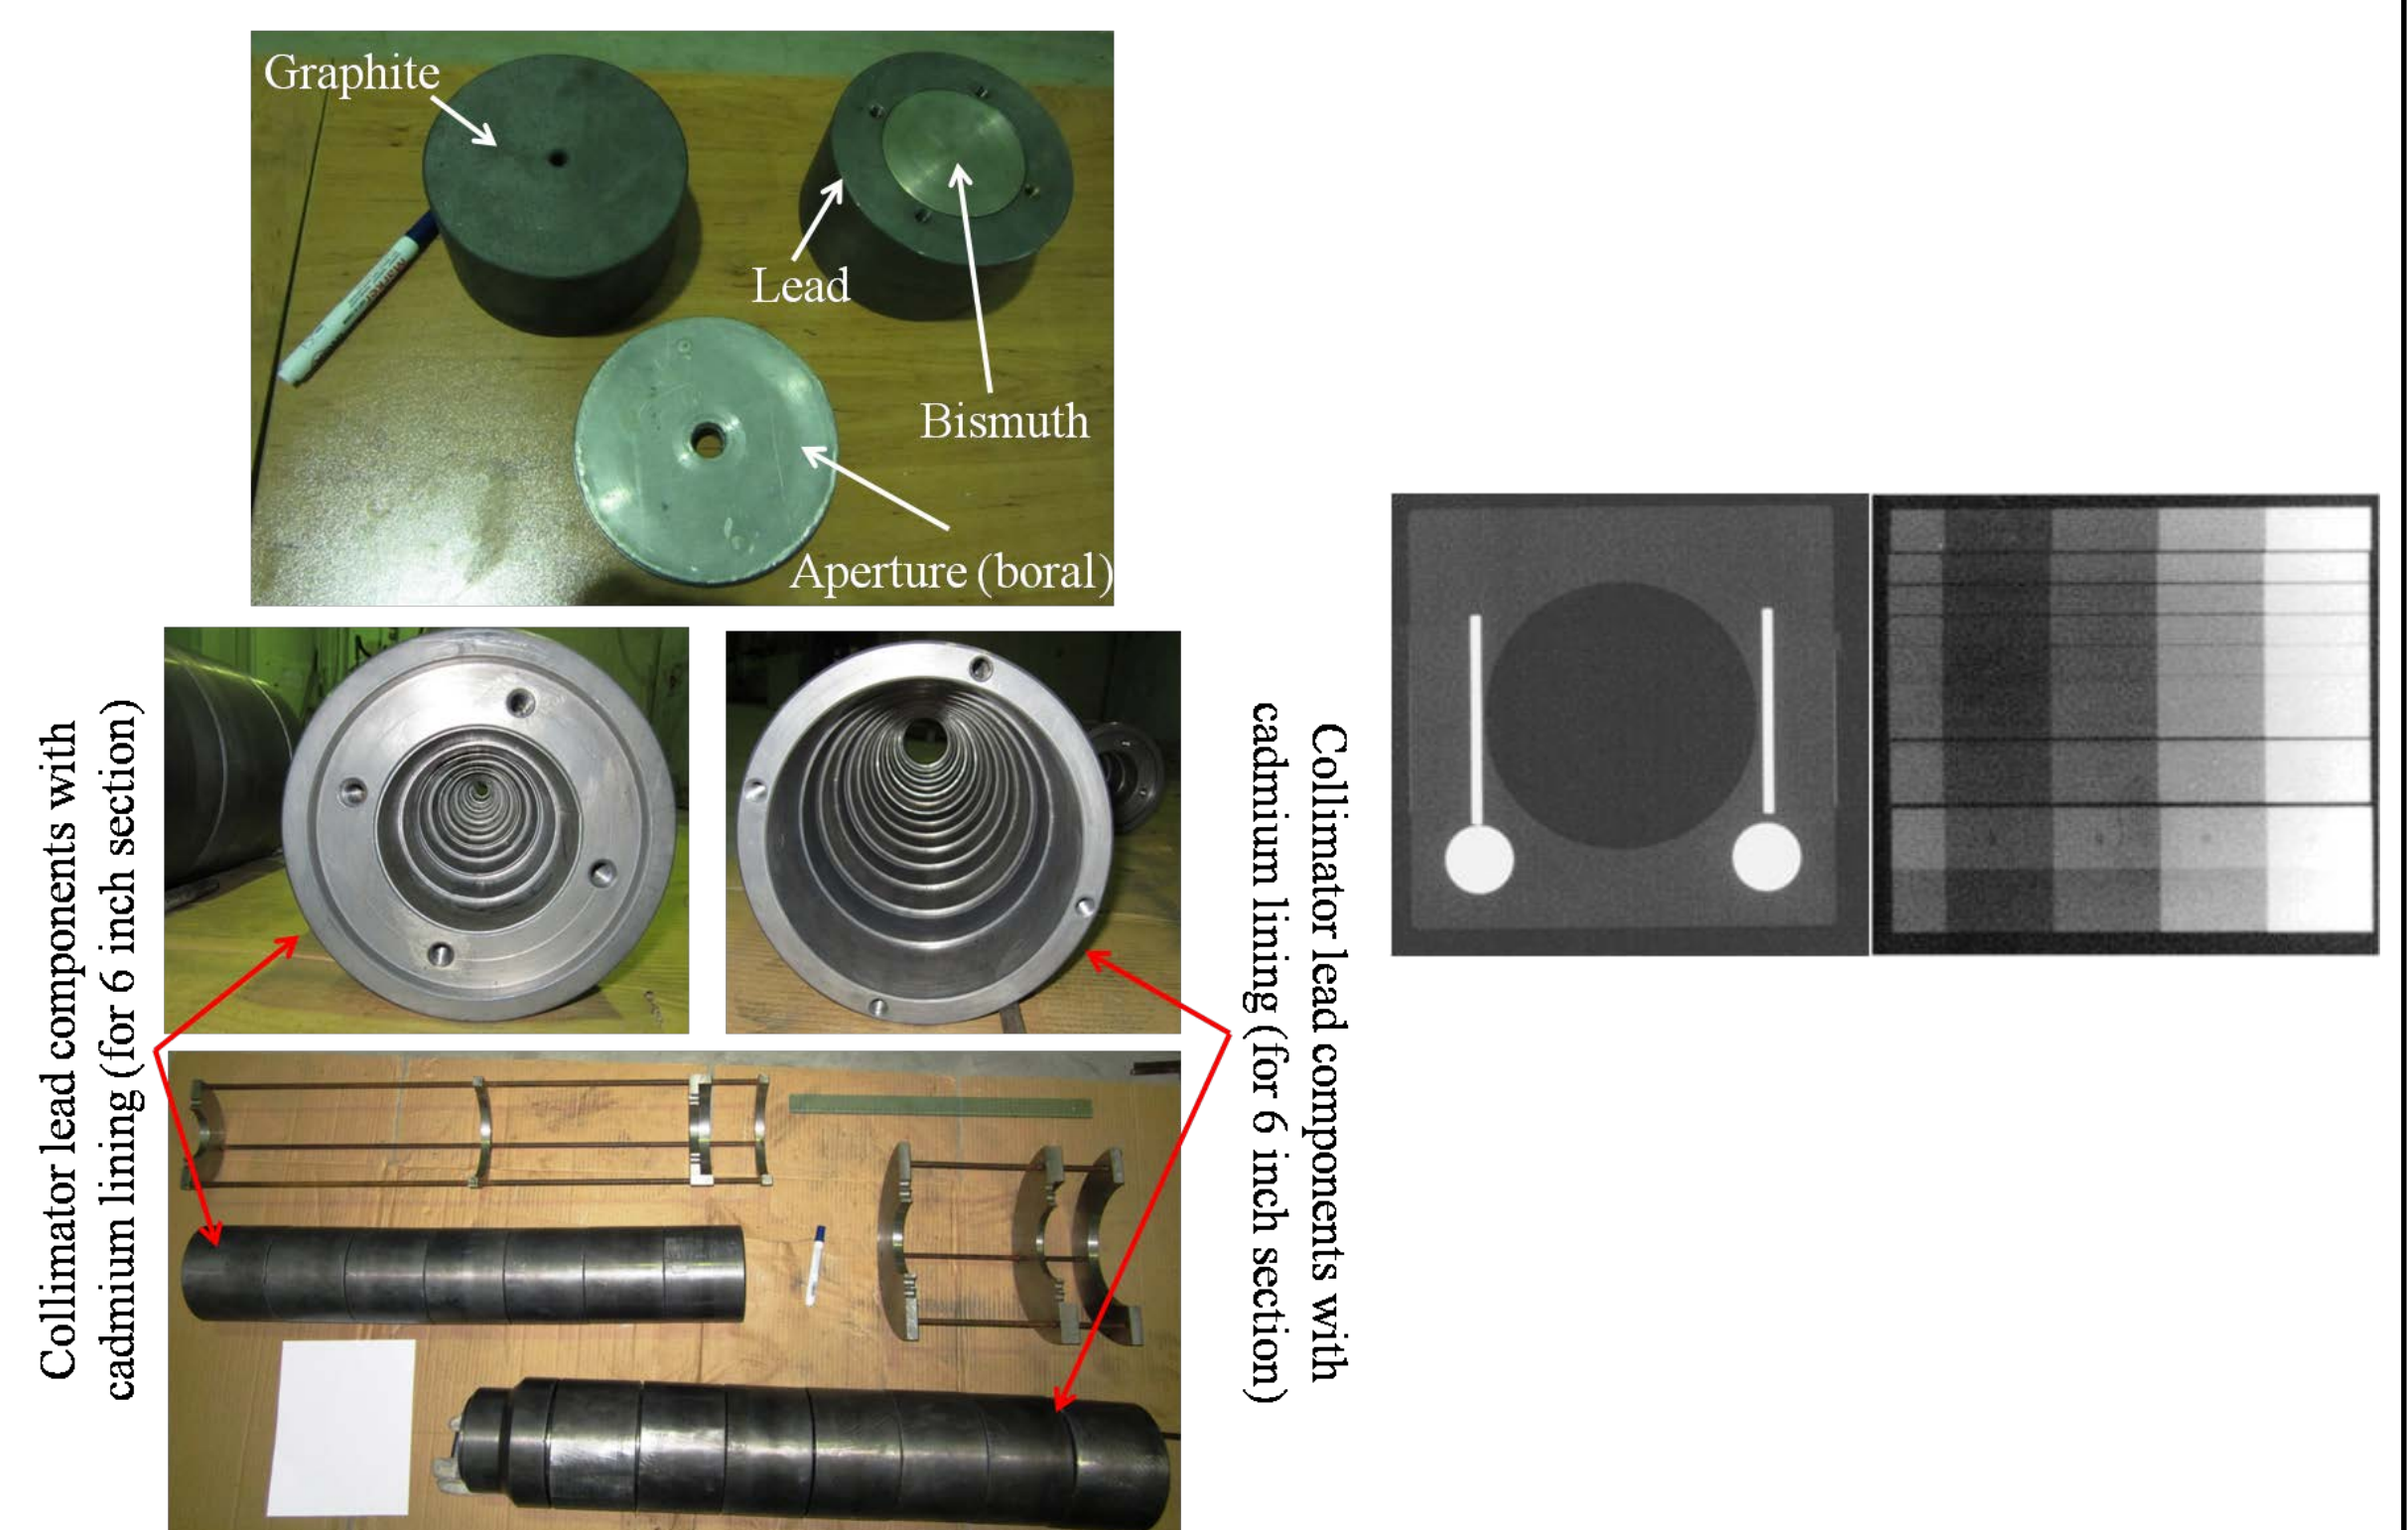 Graphite
Lead
Bismuth
Aperture (boral)
Collimator lead components with
cadmium lining (for 6 inch section)
Collimator lead components with
cadmium lining (for 6 inch section)